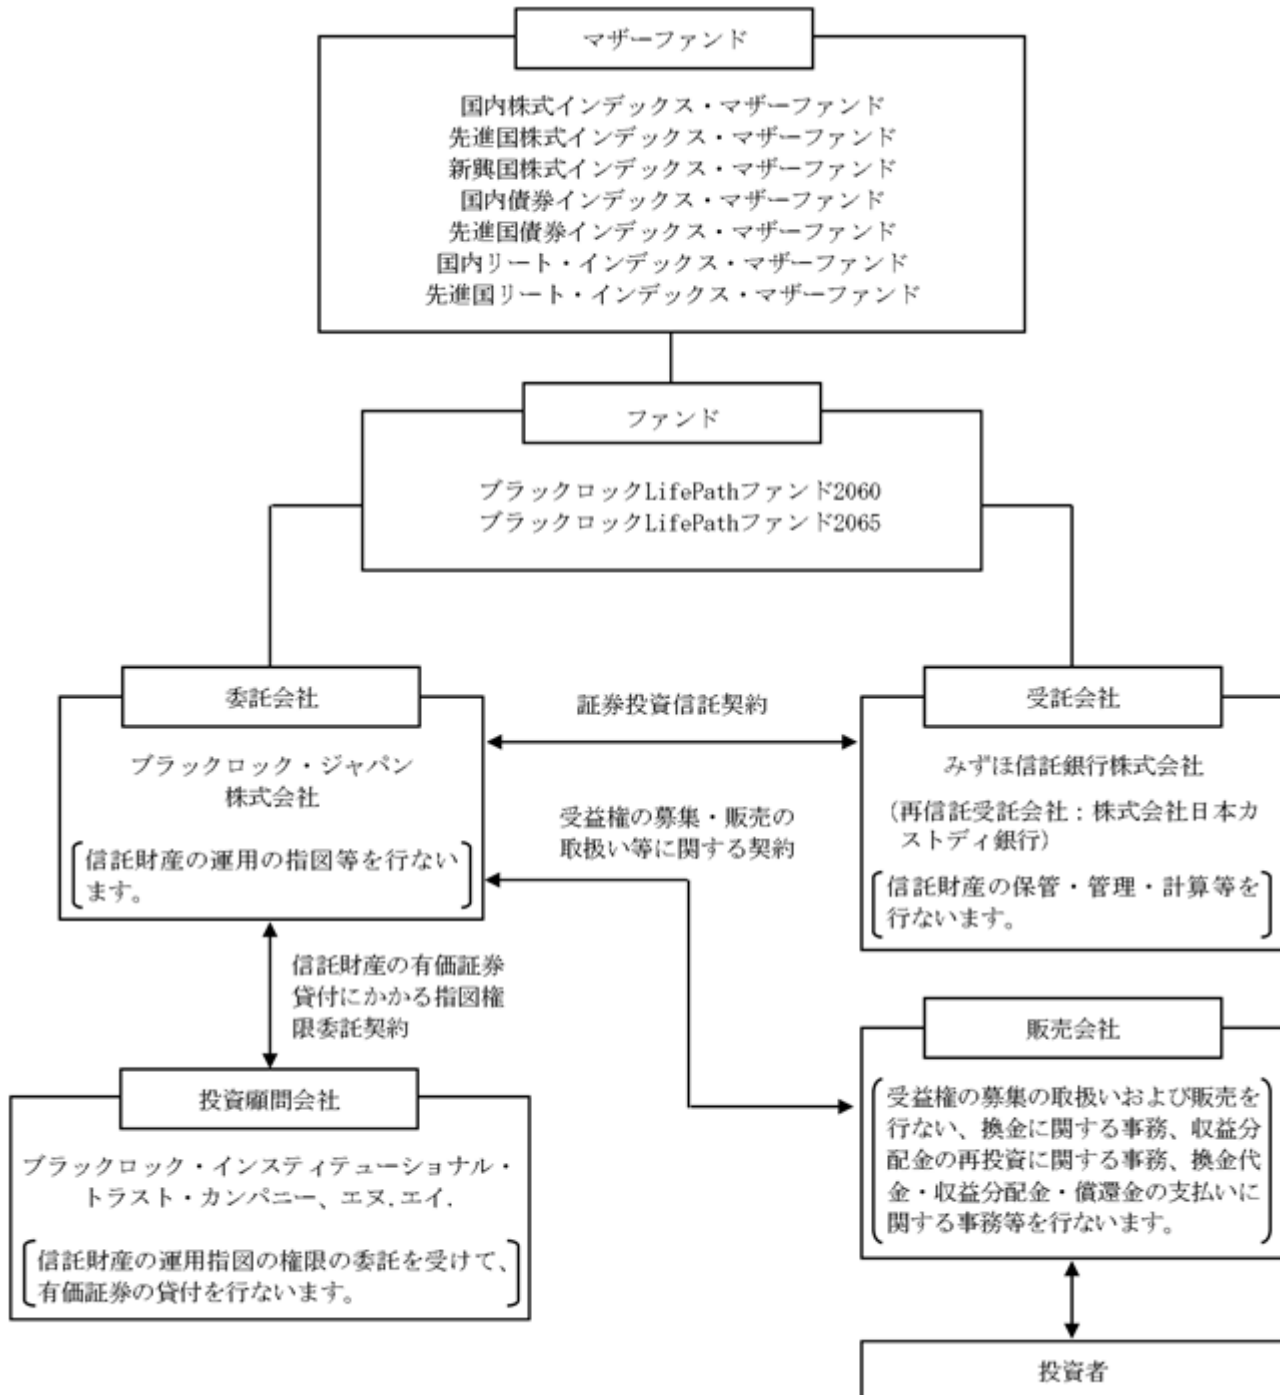 マザーファンド
国内株式インデックス・マザーファンド
先進国株式インデックス・マザーファンド
新興国株式インデックス・マザーファンド
国内債券インデックス・マザーファンド
先進国債券インデックス・マザーファンド
国内リート・インデックス・マザーファンド
先進国リート・インデックス・マザーファンド
ファンド
ブラックロックLifePathファンド2060
ブラックロックLifePathファンド2065
委託会社
ブラックロック・ジャパン
株式会社
信託財産の運用の指図等を行ない
ます。
証券投資信託契約
受益権の募集・販売の
取扱い等に関する契約
受託会社
みずほ信託銀行株式会社
（再信託受託会社：株式会社日本カ
ストディ銀行）
信託財産の保管・管理・計算等を
行ないます。
信託財産の有価証券
貸付にかかる指図権
限委託契約
投資顧問会社
ブラックロック・インスティテューショナル・
トラスト・カンパニー、エヌ.エイ.
信託財産の運用指図の権限の委託を受けて、
有価証券の貸付を行ないます。
販売会社
受益権の募集の取扱いおよび販売を
行ない、換金に関する事務、収益分
配金の再投資に関する事務、換金代
金・収益分配金・償還金の支払いに
関する事務等を行ないます。
投資者